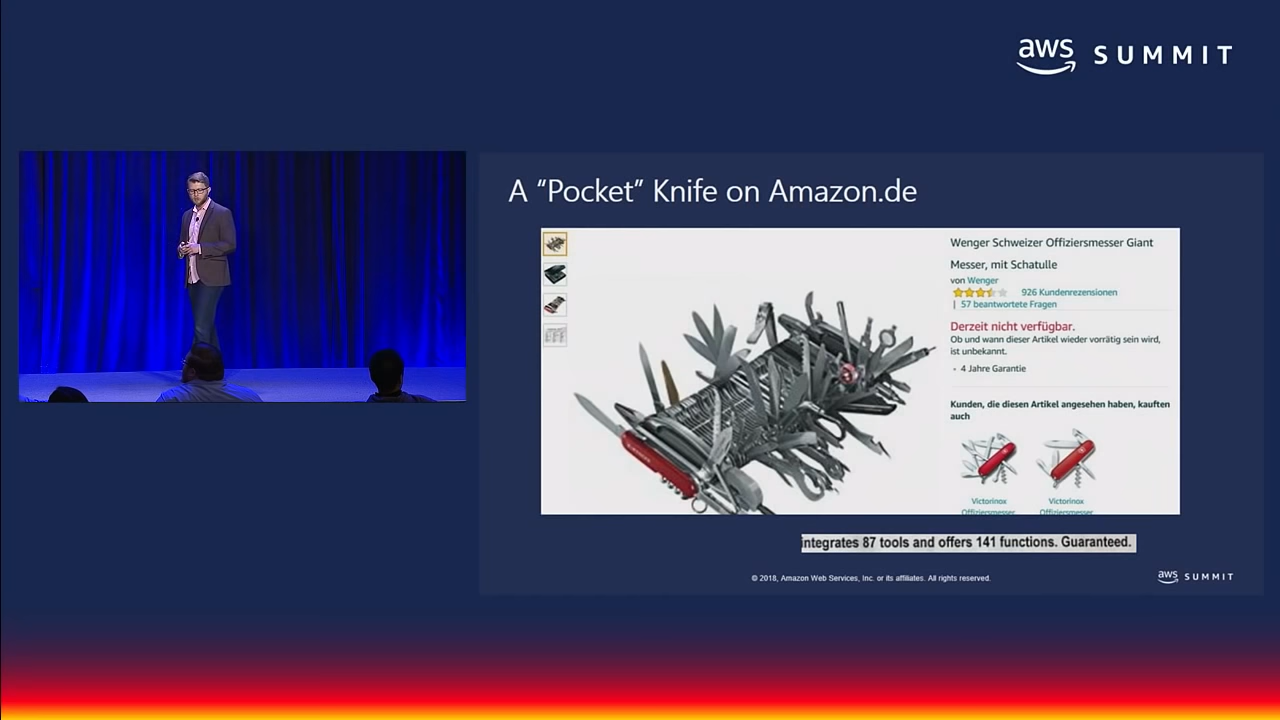 aws SUMMIT
A “Pocket” Knife on Amazon.de
Wenger Schweizer Offiziersmesser Giant
Messer, mit Schatulle
von Wenger
926 Kundenrezensionen
| 57 beantwortete Fragen
Derzeit nicht verfügbar.
Ob und wann dieser Artikel wieder vorrätig sein wird,
ist unbekannt.
• 4 Jahre Garantie
Kunden, die diesen Artikel angesehen haben, kauften
auch
Victorinox Victorinox
Offiziersmesser Offiziersmesser
integrates 87 tools and offers 141 functions. Guaranteed.
© 2018, Amazon Web Services, Inc. or its affiliates. All rights reserved.
aws SUMMIT